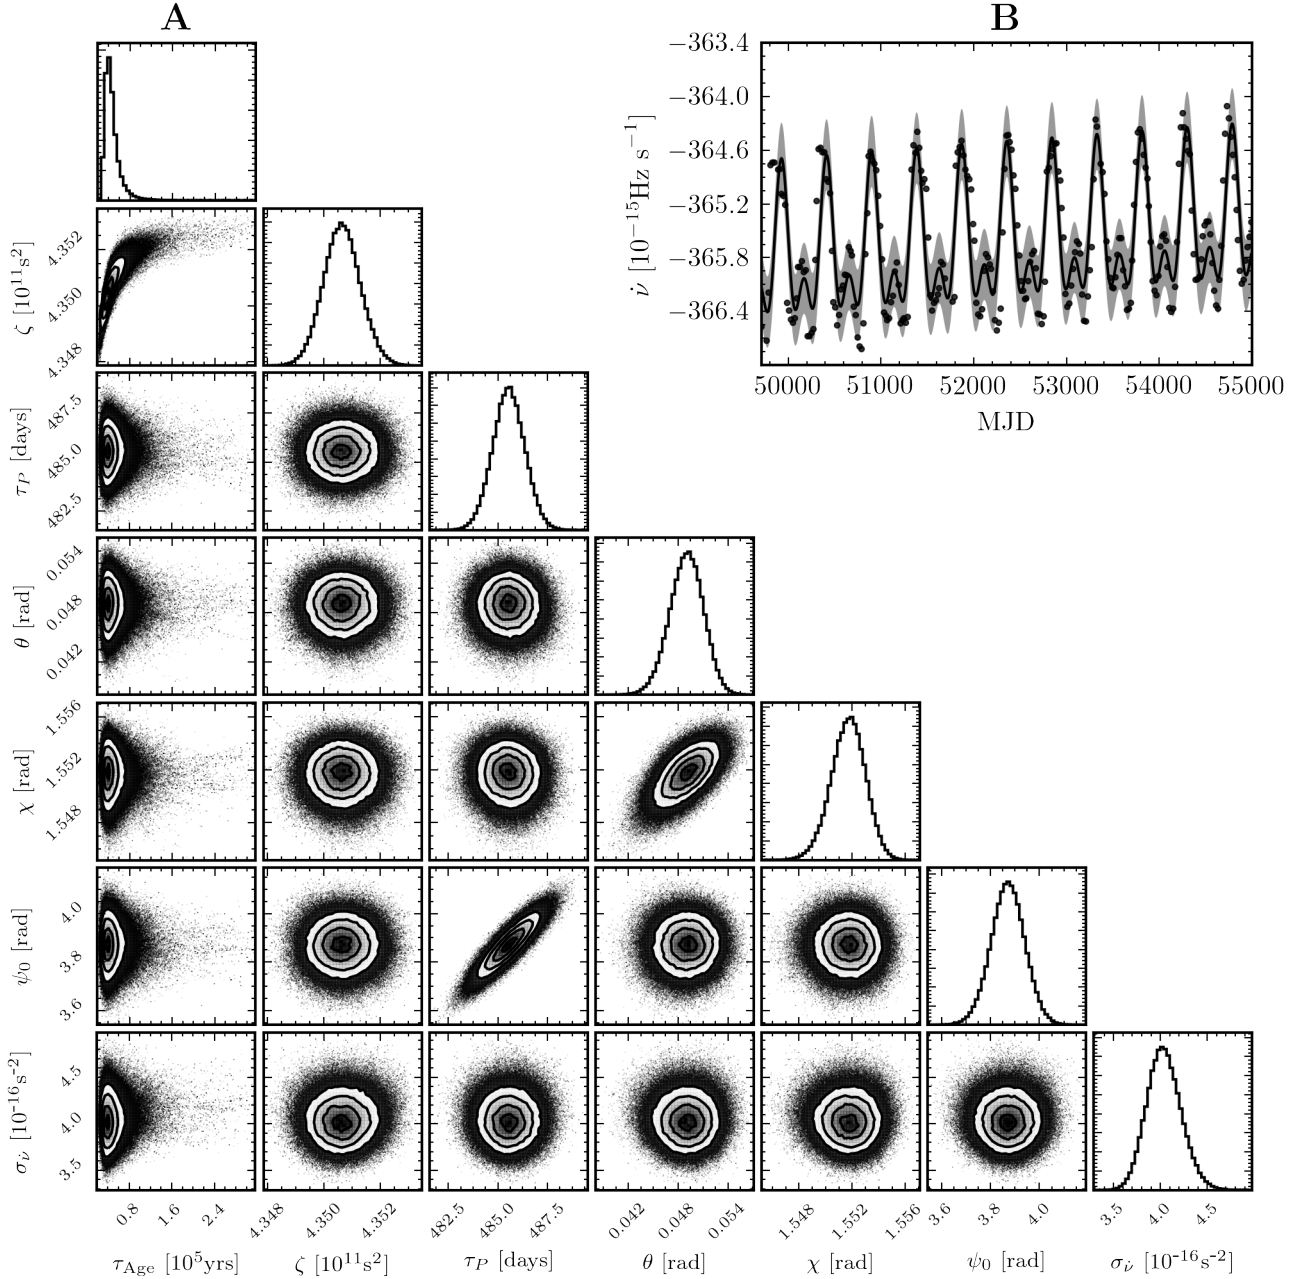 A
B
−363.4
−364.0
−364.6
−365.2
−365.8
−366.4
ν̇ [10⁻¹⁵Hz s⁻¹]
50000 51000 52000 53000 54000 55000
MJD
ζ [10¹¹s²]
4.352
4.350
4.348
τ_P [days]
487.5
485.0
482.5
θ [rad]
0.054
0.048
0.042
χ [rad]
1.556
1.552
1.548
ψ₀ [rad]
4.0
3.8
3.6
σ_ν̇ [10⁻¹⁶s⁻²]
4.5
4.0
3.5
0.8 1.6 2.4 4.348 4.350 4.352 482.5 485.0 487.5 0.042 0.048 0.054 1.548 1.552 1.556 3.6 3.8 4.0 3.5 4.0 4.5
τ_Age [10⁵yrs] ζ [10¹¹s²] τ_P [days] θ [rad] χ [rad] ψ₀ [rad] σ_ν̇ [10⁻¹⁶s⁻²]